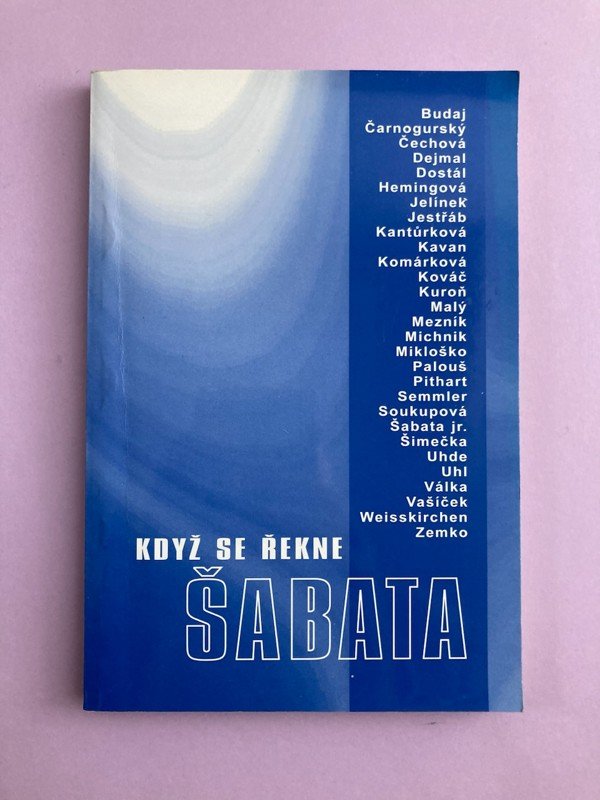 Budaj
Čarnogurský
Čechová
Dejmal
Dostál
Hemingová
Jelínek
Jestřáb
Kantůrková
Kavan
Komárková
Kováč
Kuroň
Malý
Mezník
Michnik
Mikloško
Palouš
Pithart
Semmler
Soukupová
Šabata jr.
Šimečka
Uhde
Uhl
Válka
Vašíček
Weisskirchen
Zemko
KDYŽ SE ŘEKNE
ŠABATA